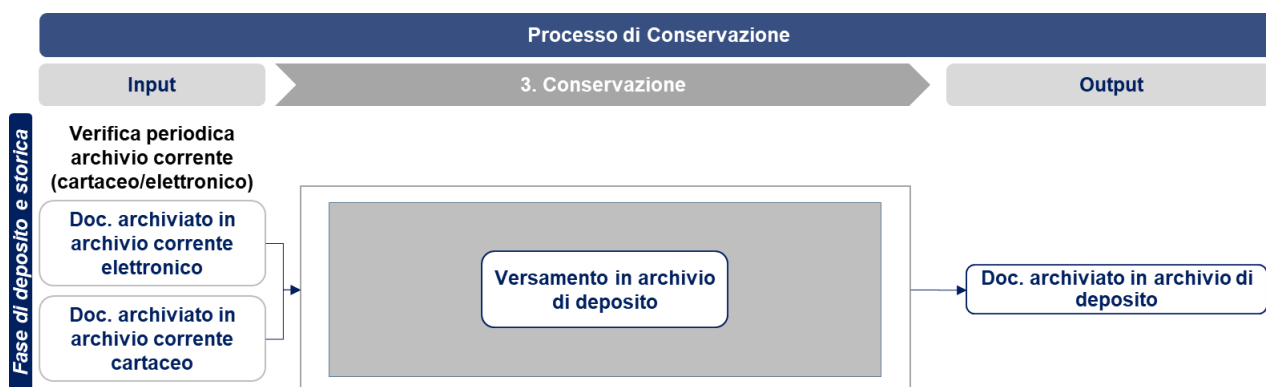 Processo di Conservazione
Input
3. Conservazione
Output
Fase di deposito e storica
Verifica periodica
archivio corrente
(cartaceo/elettronico)
Doc. archiviato in
archivio corrente
elettronico
Doc. archiviato in
archivio corrente
cartaceo
Versamento in archivio
di deposito
Doc. archiviato in archivio di
deposito